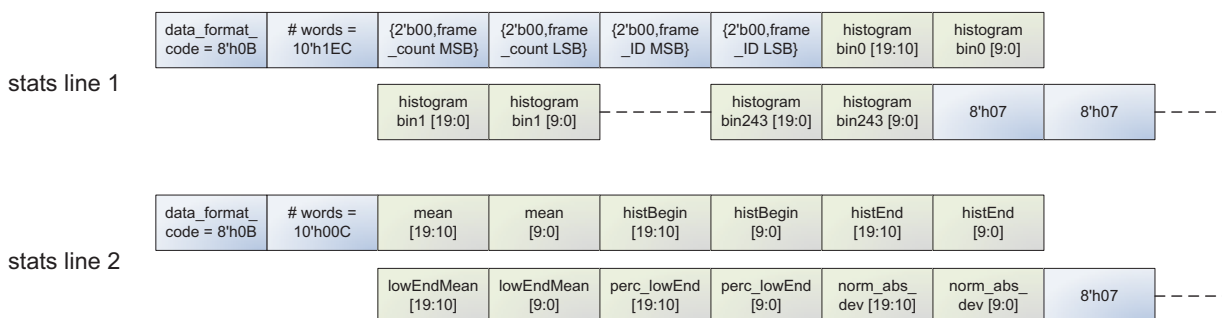 stats line 1
data_format_
code = 8'h0B
# words =
10'h1EC
{2'b00,frame
_count MSB}
{2'b00,frame
_count LSB}
{2'b00,frame
_ID MSB}
{2'b00,frame
_ID LSB}
histogram
bin0 [19:10]
histogram
bin0 [9:0]
histogram
bin1 [19:0]
histogram
bin1 [9:0]
histogram
bin243 [19:0]
histogram
bin243 [9:0]
8'h07
8'h07
stats line 2
data_format_
code = 8'h0B
# words =
10'h00C
mean
[19:10]
mean
[9:0]
histBegin
[19:10]
histBegin
[9:0]
histEnd
[19:10]
histEnd
[9:0]
lowEndMean
[19:10]
lowEndMean
[9:0]
perc_lowEnd
[19:10]
perc_lowEnd
[9:0]
norm_abs_
dev [19:10]
norm_abs_
dev [9:0]
8'h07